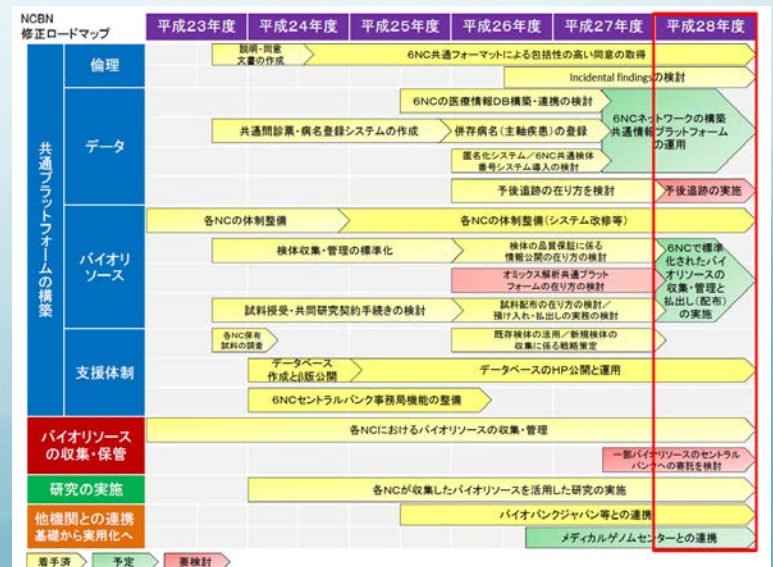 NCBN
修正ロードマップ
平成23年度
平成24年度
平成25年度
平成26年度
平成27年度
平成28年度
共通プラットフォームの構築
倫理
説明・同意
文書の作成
6NC共通フォーマットによる包括性の高い同意の取得
Incidental findingsの検討
データ
6NCの医療情報DB構築・連携の検討
6NCネットワークの構築
共通情報プラットフォーム
の運用
共通問診票・病名登録システムの作成
併存病名(主軸疾患)の登録
匿名化システム/6NC共通検体
番号システム導入の検討
予後追跡の在り方を検討
予後追跡の実施
バイオリ
ソース
各NCの体制整備
各NCの体制整備(システム改修等)
検体収集・管理の標準化
検体の品質保証に係る
情報公開の在り方の検討
6NCで標準
化されたバイ
オリソースの
収集・管理と
払出し(配布)
の実施
オミックス解析共通プラット
フォームの在り方の検討
試料授受・共同研究契約手続きの検討
試料配布の在り方の検討/
預け入れ・払出しの実務の検討
支援体制
各NC保有
試料の調査
既存検体の活用/新規検体の
収集に係る戦略策定
データベース
作成とβ版公開
データベースのHP公開と運用
6NCセントラルバンク事務局機能の整備
バイオリソース
の収集・保管
各NCにおけるバイオリソースの収集・管理
一部バイオリソースのセントラル
バンクへの寄託を検討
研究の実施
各NCが収集したバイオリソースを活用した研究の実施
他機関との連携
基礎から実用化へ
バイオバンクジャパン等との連携
メディカルゲノムセンターとの連携
着手済
予定
要検討